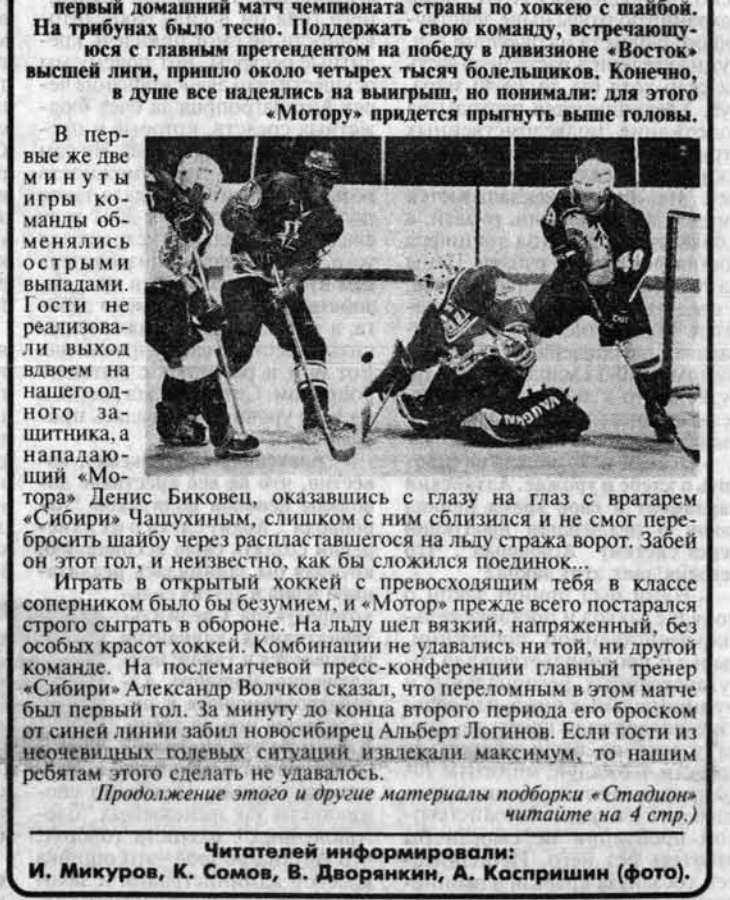 первый домашний матч чемпионата страны по хоккею с шайбой.
На трибунах было тесно. Поддержать свою команду, встречающу-
юся с главным претендентом на победу в дивизионе «Восток»
высшей лиги, пришло около четырех тысяч болельщиков. Конечно,
в душе все надеялись на выигрыш, но понимали: для этого
«Мотору» придется прыгнуть выше головы.
В пер-
вые же две
минуты
игры ко-
манды об-
менялись
острыми
выпадами.
Гости не
реализова-
ли выход
вдвоем на
нашего од-
ного за-
щитника, а
нападаю-
щий «Мо-
тора» Денис Биковец, оказавшись с глазу на глаз с вратарем
«Сибири» Чащухиным, слишком с ним сблизился и не смог пере-
бросить шайбу через распластавшегося на льду стража ворот. Забей
он этот гол, и неизвестно, как бы сложился поединок...
Играть в открытый хоккей с превосходящим тебя в классе
соперником было бы безумием, и «Мотор» прежде всего постарался
строго сыграть в обороне. На льду шел вязкий, напряженный, без
особых красот хоккей. Комбинации не удавались ни той, ни другой
команде. На послематчевой пресс-конференции главный тренер
«Сибири» Александр Волчков сказал, что переломным в этом матче
был первый гол. За минуту до конца второго периода его броском
от синей линии забил новосибирец Альберт Логинов. Если гости из
неочевидных голевых ситуаций извлекали максимум, то нашим
ребятам этого сделать не удавалось.
Продолжение этого и другие материалы подборки «Стадион»
читайте на 4 стр.)
Читателей информировали:
И. Микуров, К. Сомов, В. Дворянкин, А. Каспришин (фото).
49
VAUGHN